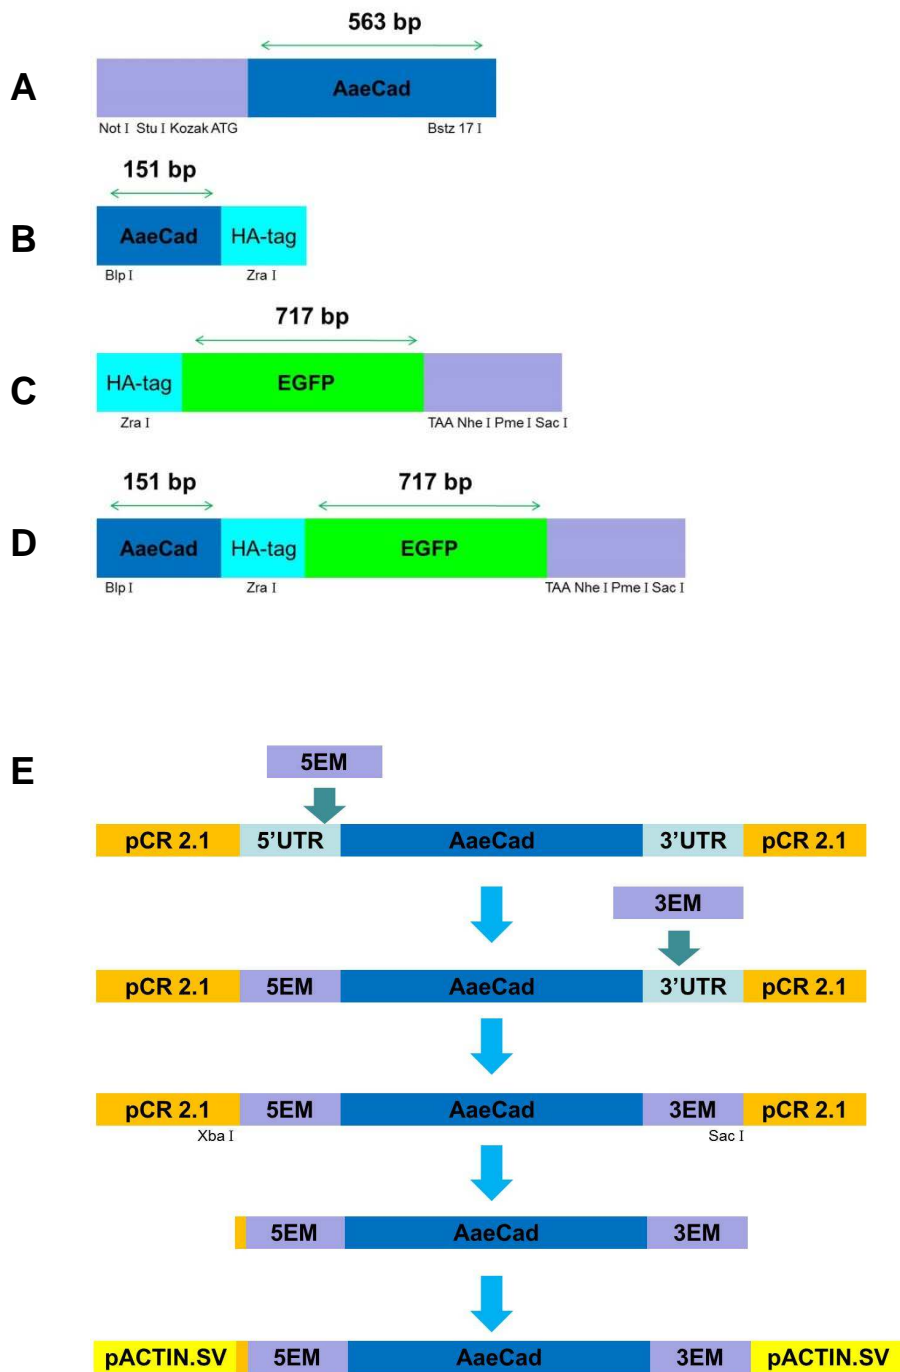 A
563 bp
AaeCad
Not I Stu I Kozak ATG Bstz 17 I
151 bp
B
AaeCad HA-tag
Blp I Zra I
717 bp
C
HA-tag EGFP
Zra I TAA Nhe I Pme I Sac I
151 bp 717 bp
D
AaeCad HA-tag EGFP
Blp I Zra I TAA Nhe I Pme I Sac I
E
5EM
pCR 2.1 5’UTR AaeCad 3’UTR pCR 2.1
3EM
pCR 2.1 5EM AaeCad 3’UTR pCR 2.1
pCR 2.1 5EM AaeCad 3EM pCR 2.1
Xba I Sac I
5EM AaeCad 3EM
pACTIN.SV 5EM AaeCad 3EM pACTIN.SV